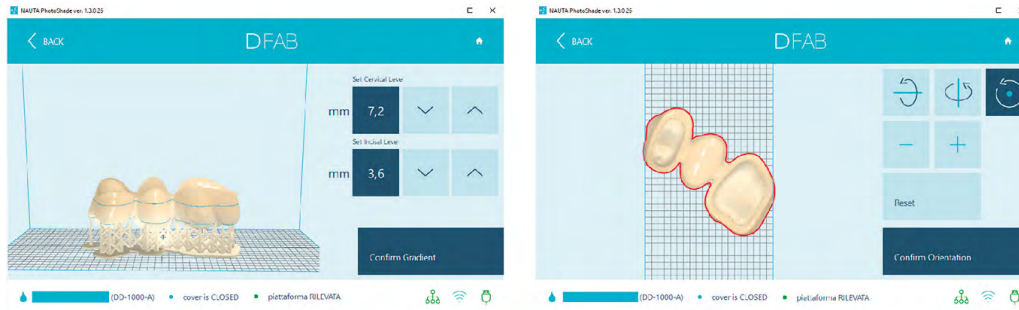 NAUTA PhotoShade ver. 1.3.0.25
BACK
DFAB
Set Cervical Level
mm 7,2
Set Incisal Level
mm 3,6
Confirm Gradient
(DD-1000-A) cover is CLOSED piattaforma RILEVATA
NAUTA PhotoShade ver. 1.3.0.25
BACK
DFAB
Reset
Confirm Orientation
(DD-1000-A) cover is CLOSED piattaforma RILEVATA